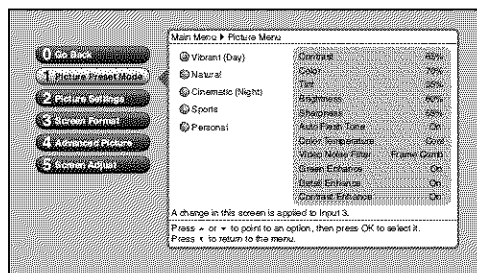 Main Menu ▶ Picture Menu
0 Go Back
1 Picture Preset Mode
2 Picture Settings
3 Screen Format
4 Advanced Picture
5 Screen Adjust
Vibrant (Day)
Natural
Cinematic (Night)
Sports
Personal
Contrast
Color
Tint
Brightness
Sharpness
Auto Flesh Tone On
Color Temperature Cool
Video Noise Filter Frame Comb
Green Enhance On
Detail Enhance On
Contrast Enhance On
A change in this screen is applied to Input 3.
Press ▲ or ▼ to point to an option, then press OK to select it.
Press ◀ to return to the menu.